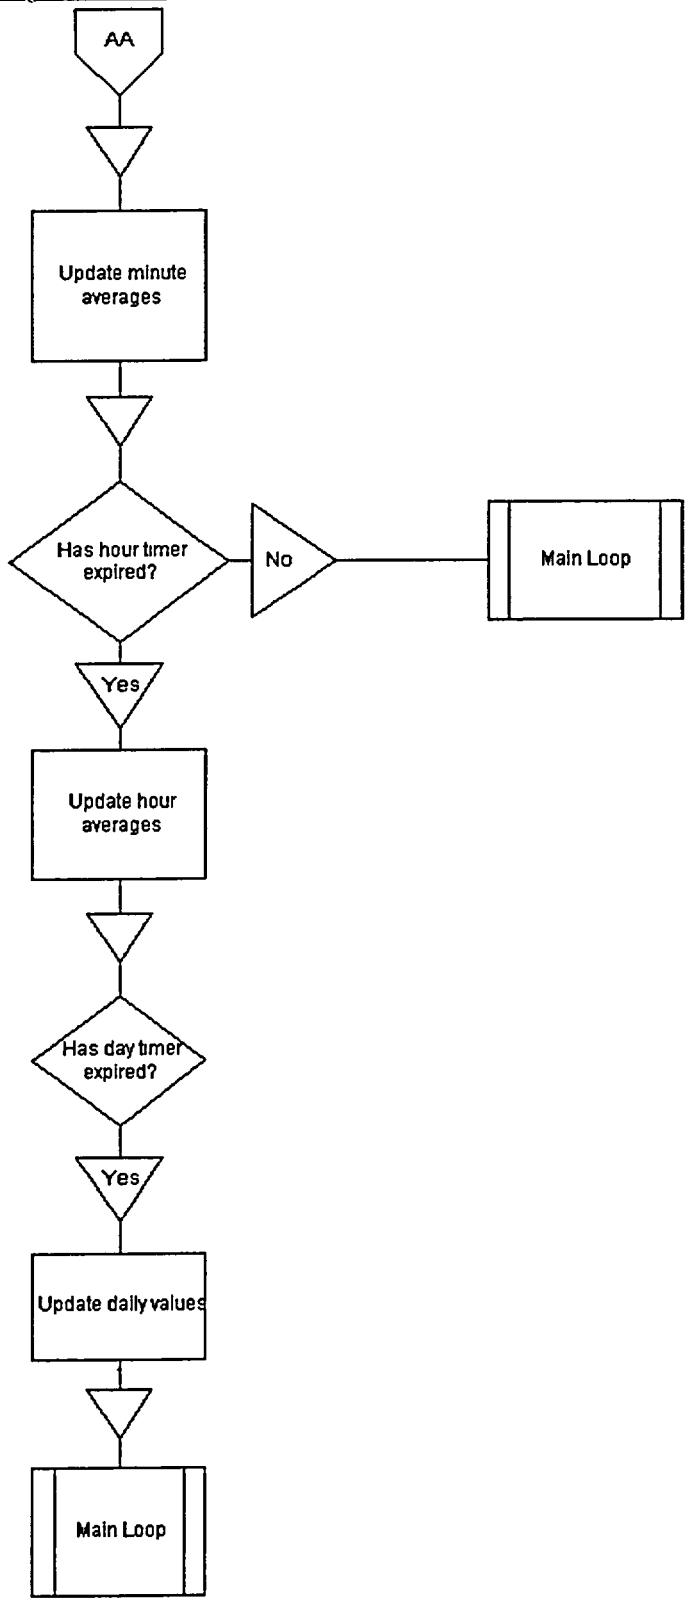 AA
Update minute
averages
Has hour timer
expired?
No
Main Loop
Yes
Update hour
averages
Has day timer
expired?
Yes
Update daily values
Main Loop